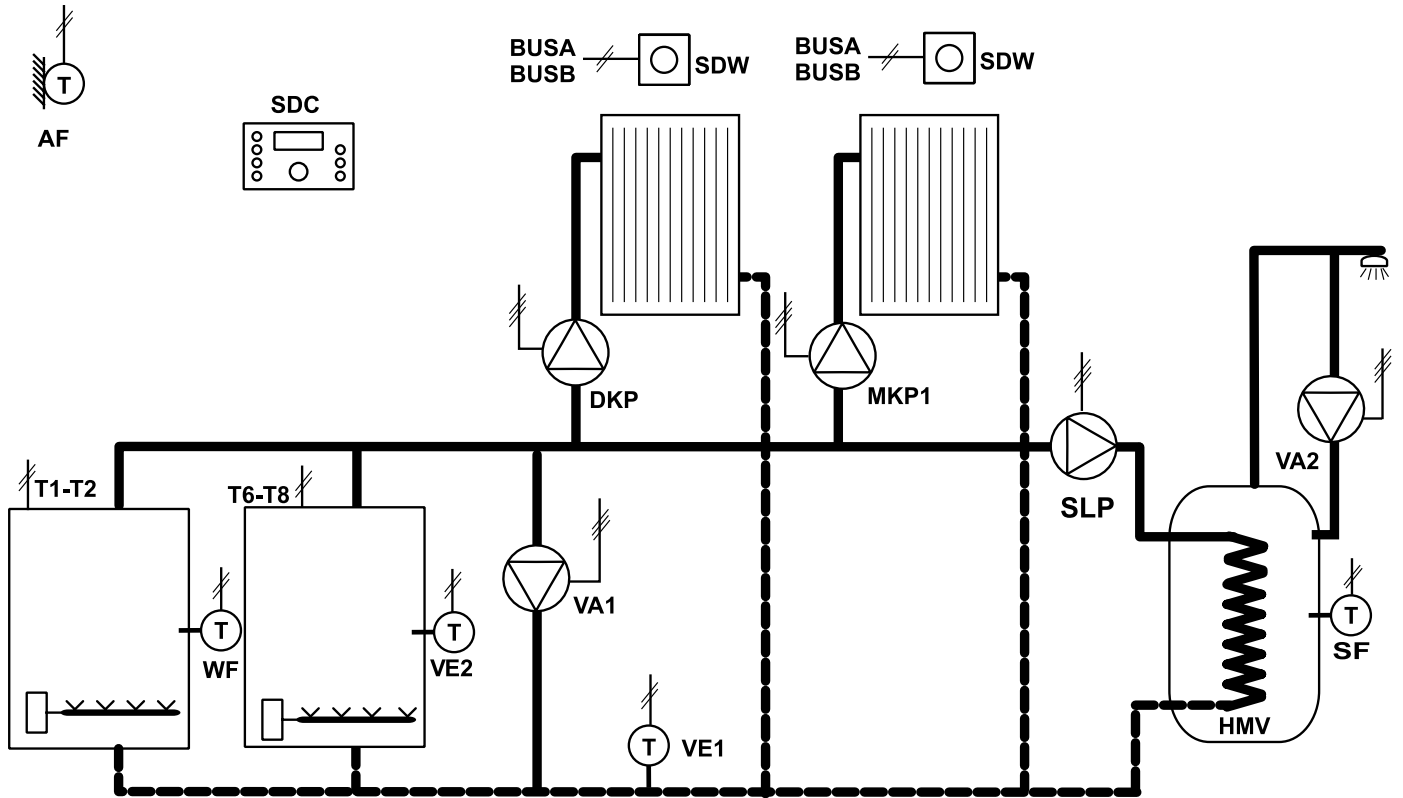 BUSA
BUSB
SDW
BUSA
BUSB
SDW
T
AF
SDC
DKP
MKP1
VA2
T1-T2
T6-T8
SLP
VA1
T
WF
T
VE2
T
SF
T
VE1
HMV